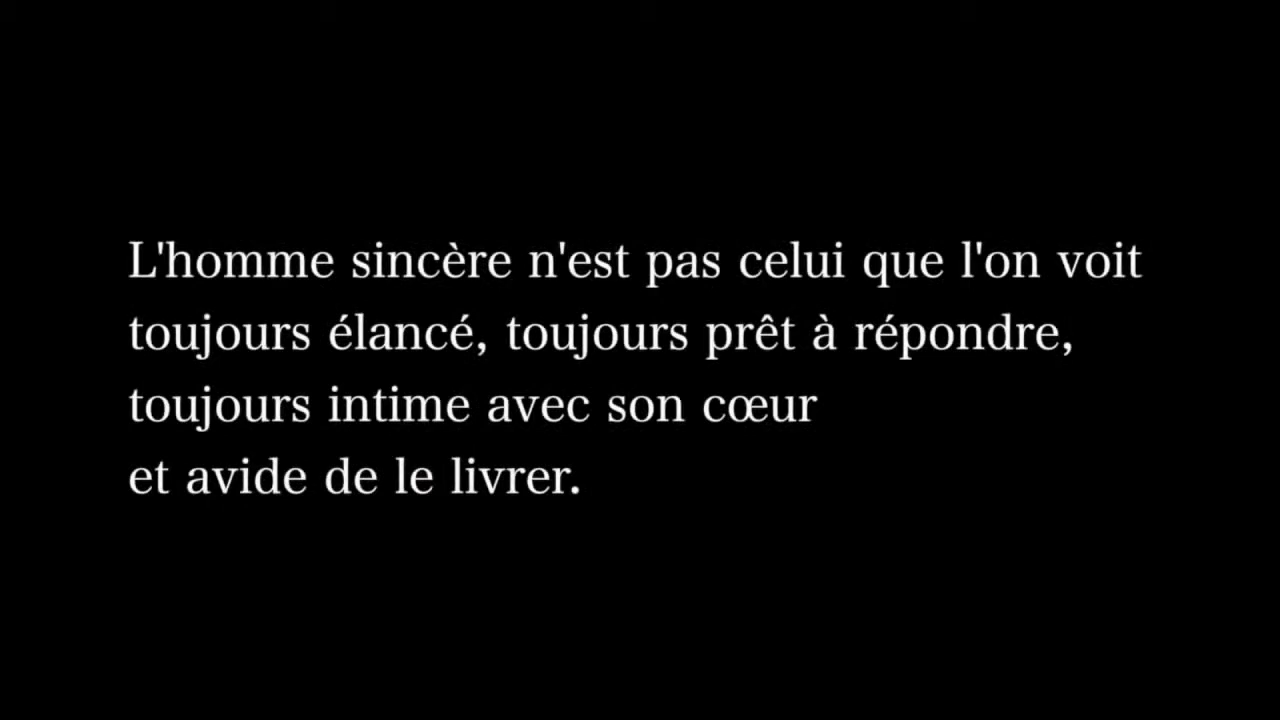 L'homme sincère n'est pas celui que l'on voit
toujours élancé, toujours prêt à répondre,
toujours intime avec son cœur
et avide de le livrer.